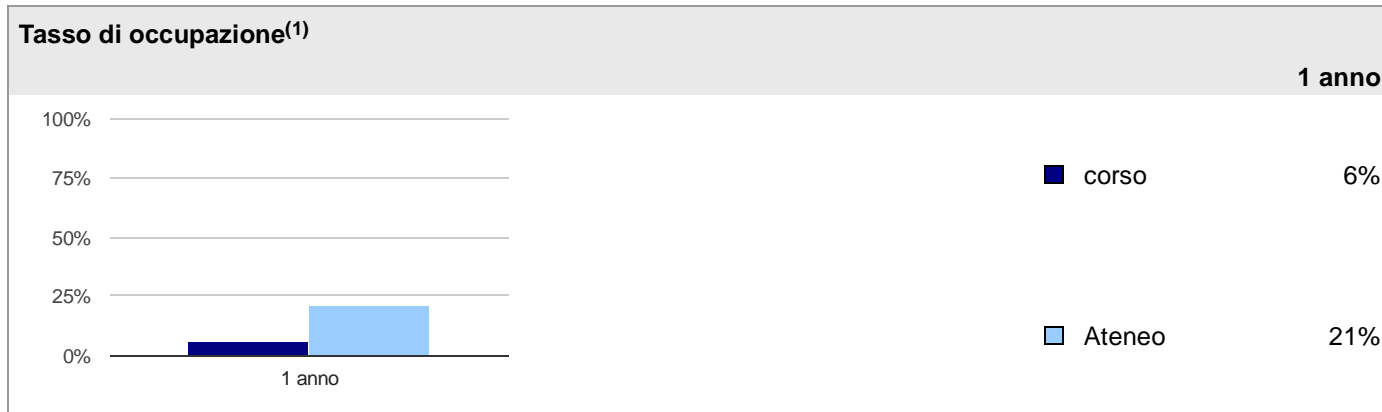 Tasso di occupazione(1)
1 anno
100%
75%
50%
25%
0%
1 anno
corso 6%
Ateneo 21%